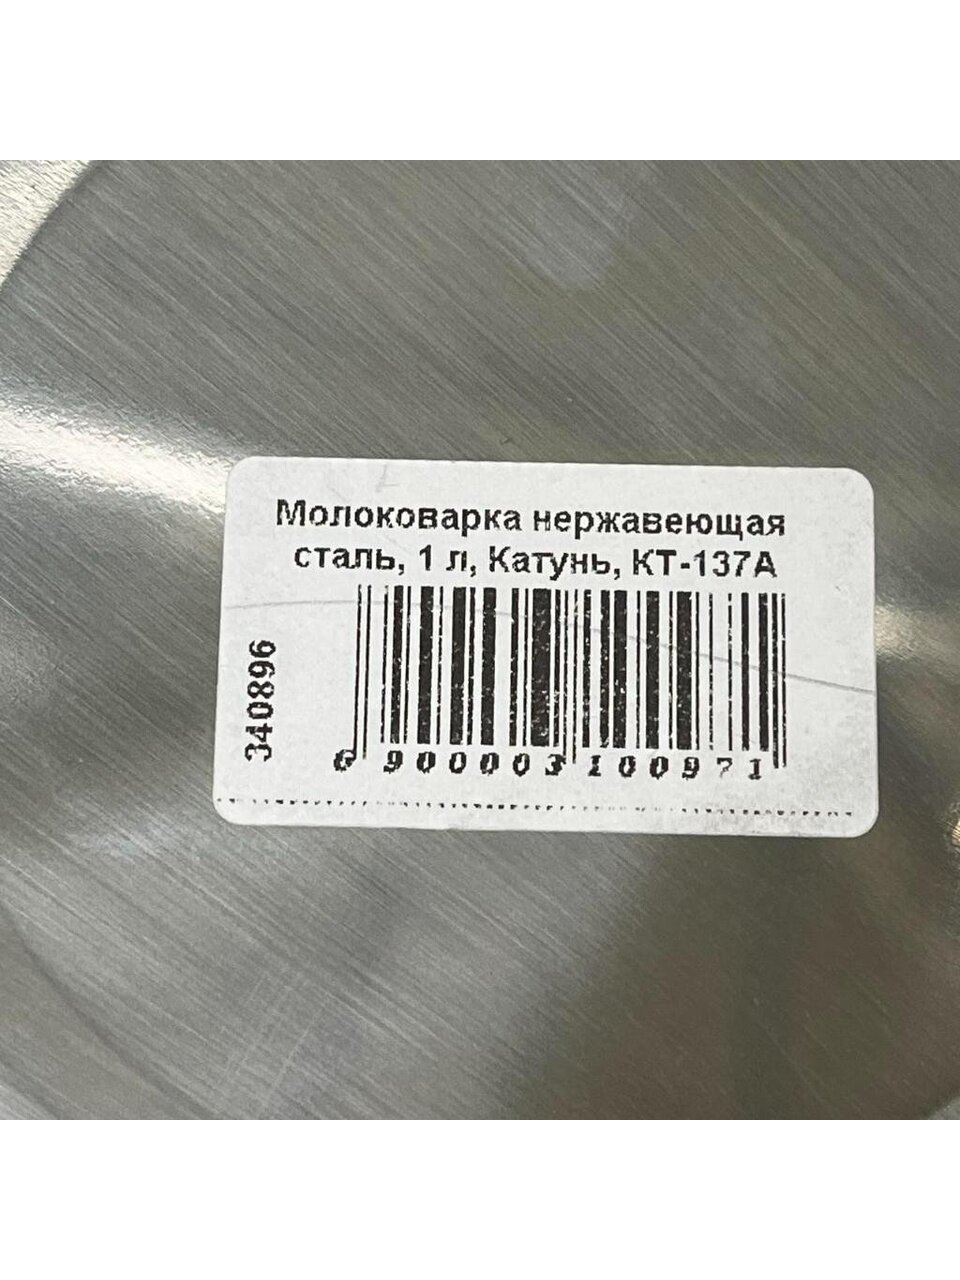 Молоковарка нержавеющая
сталь, 1 л, Катунь, КТ-137А
340896
6 900003 100971